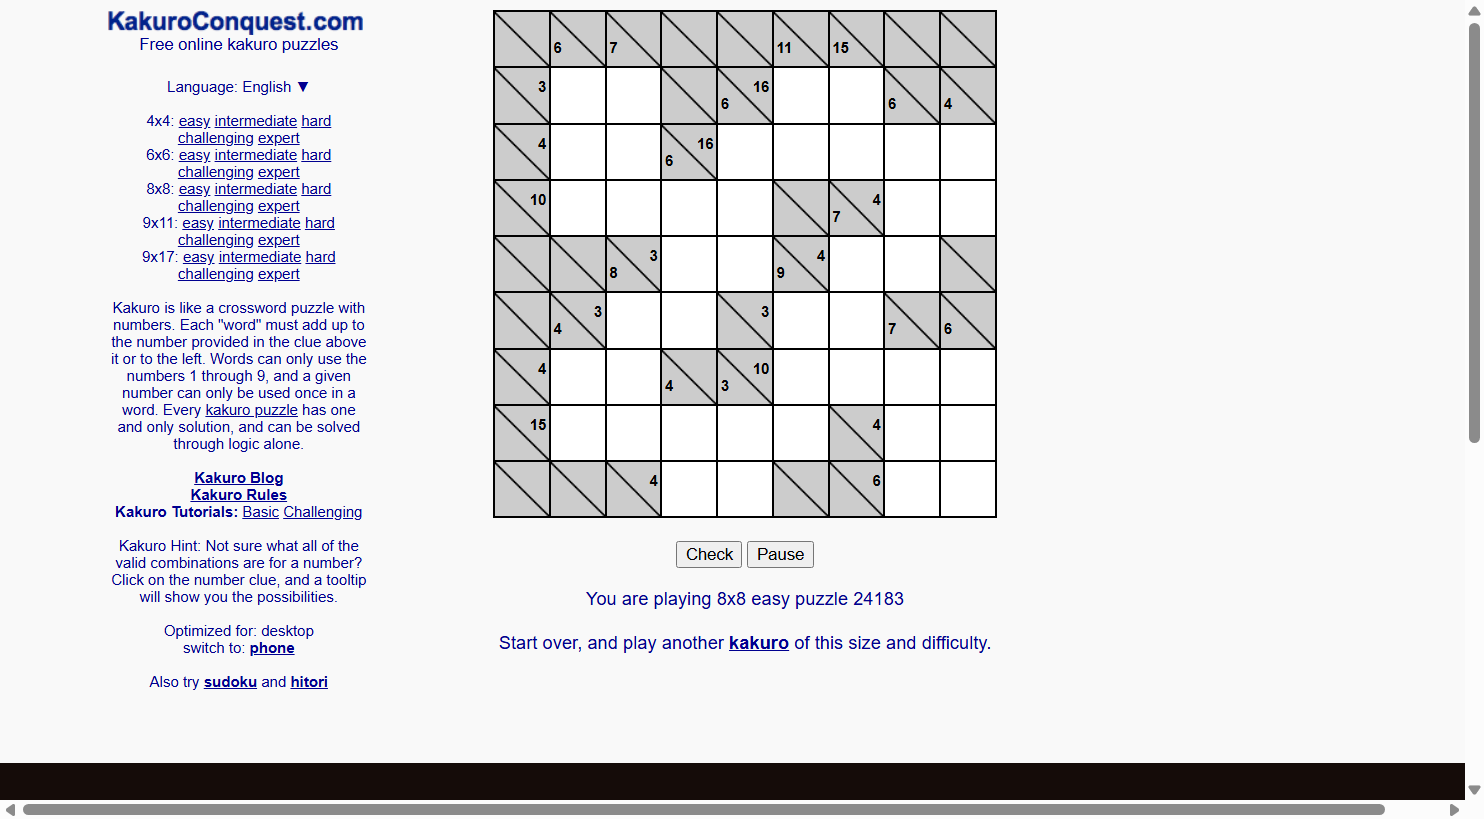 KakuroConquest.com
Free online kakuro puzzles
Language: English ▼
4x4: easy intermediate hard
challenging expert
6x6: easy intermediate hard
challenging expert
8x8: easy intermediate hard
challenging expert
9x11: easy intermediate hard
challenging expert
9x17: easy intermediate hard
challenging expert
Kakuro is like a crossword puzzle with
numbers. Each "word" must add up to
the number provided in the clue above
it or to the left. Words can only use the
numbers 1 through 9, and a given
number can only be used once in a
word. Every kakuro puzzle has one
and only solution, and can be solved
through logic alone.
Kakuro Blog
Kakuro Rules
Kakuro Tutorials: Basic Challenging
Kakuro Hint: Not sure what all of the
valid combinations are for a number?
Click on the number clue, and a tooltip
will show you the possibilities.
Optimized for: desktop
switch to: phone
Also try sudoku and hitori
6 7 11 15
3 16 6 6 4
4 16 6
10 4 7
3 8 4 9
3 4 3 7 6
4 4 10 3
15 4
4 6
Check Pause
You are playing 8x8 easy puzzle 24183
Start over, and play another kakuro of this size and difficulty.